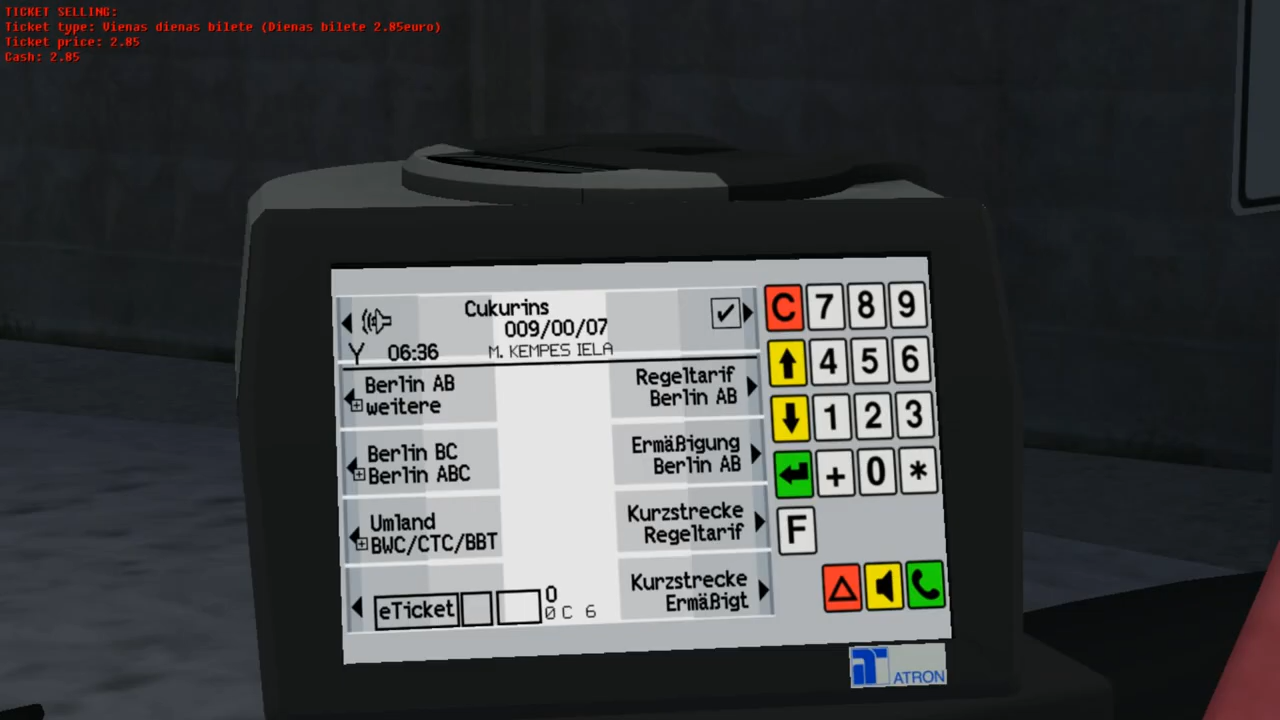 TICKET SELLING:
Ticket type: Vienas dienas bilete (Dienas bilete 2.85euro)
Ticket price: 2.85
Cash: 2.85
Cukurins
009/00/07
Y 06:36 M. KEMPES IELA
Berlin AB
weitere
Berlin BC
Berlin ABC
Umland
BWC/CTC/BBT
eTicket
0
0 C 6
Regeltarif
Berlin AB
Ermäßigung
Berlin AB
Kurzstrecke
Regeltarif
Kurzstrecke
Ermäßigt
C 7 8 9
4 5 6
1 2 3
+ 0 *
F
ATRON